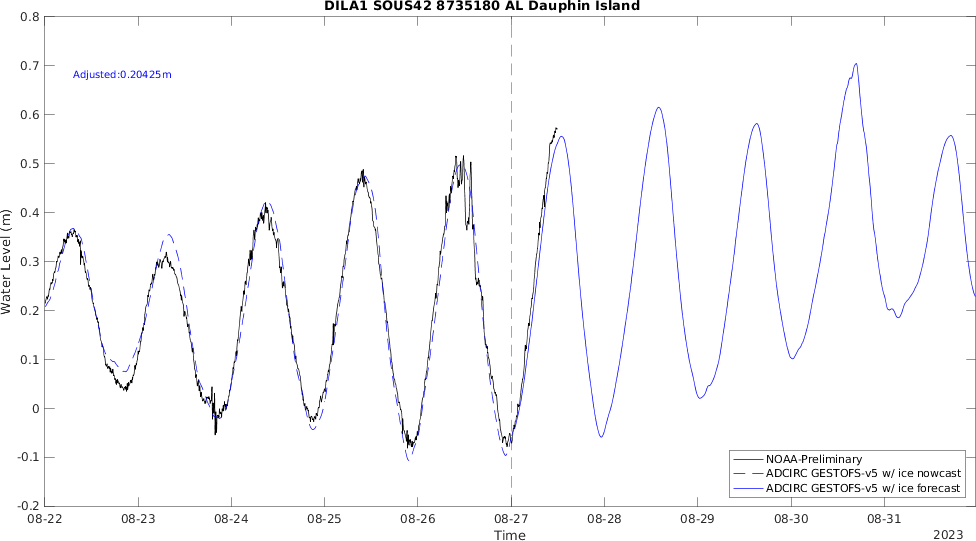 DILA1 SOUS42 8735180 AL Dauphin Island
0.8
0.7
0.6
0.5
0.4
0.3
0.2
0.1
0
-0.1
-0.2
Water Level (m)
Adjusted:0.20425m
NOAA-Preliminary
ADCIRC GESTOFS-v5 w/ ice nowcast
ADCIRC GESTOFS-v5 w/ ice forecast
08-22 08-23 08-24 08-25 08-26 08-27 08-28 08-29 08-30 08-31
Time
2023